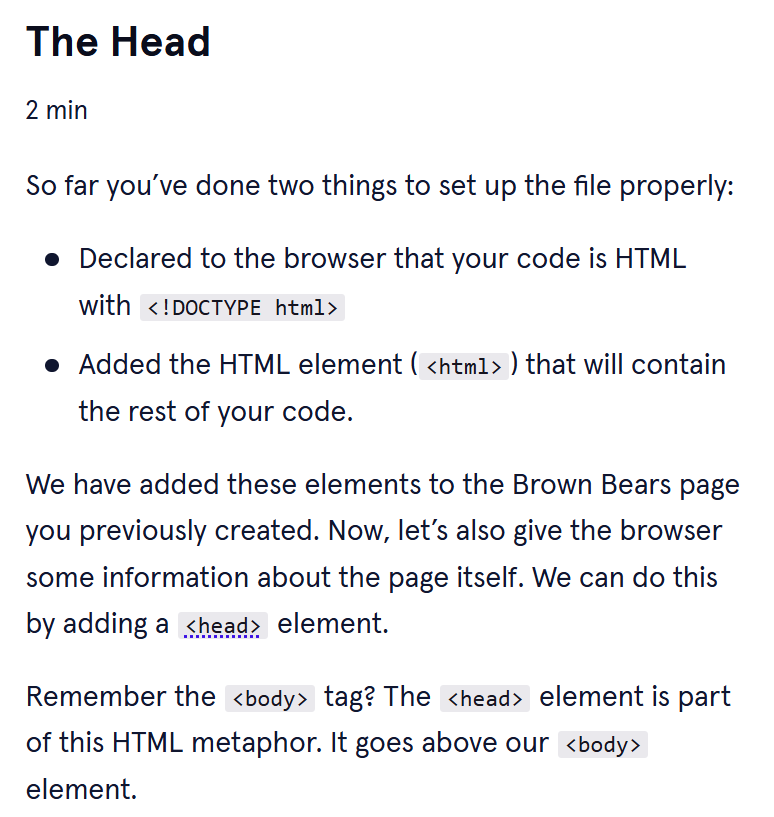 The Head
2 min
So far you’ve done two things to set up the file properly:
● Declared to the browser that your code is HTML
with <!DOCTYPE html>
● Added the HTML element (<html>) that will contain
the rest of your code.
We have added these elements to the Brown Bears page
you previously created. Now, let’s also give the browser
some information about the page itself. We can do this
by adding a <head> element.
Remember the <body> tag? The <head> element is part
of this HTML metaphor. It goes above our <body>
element.